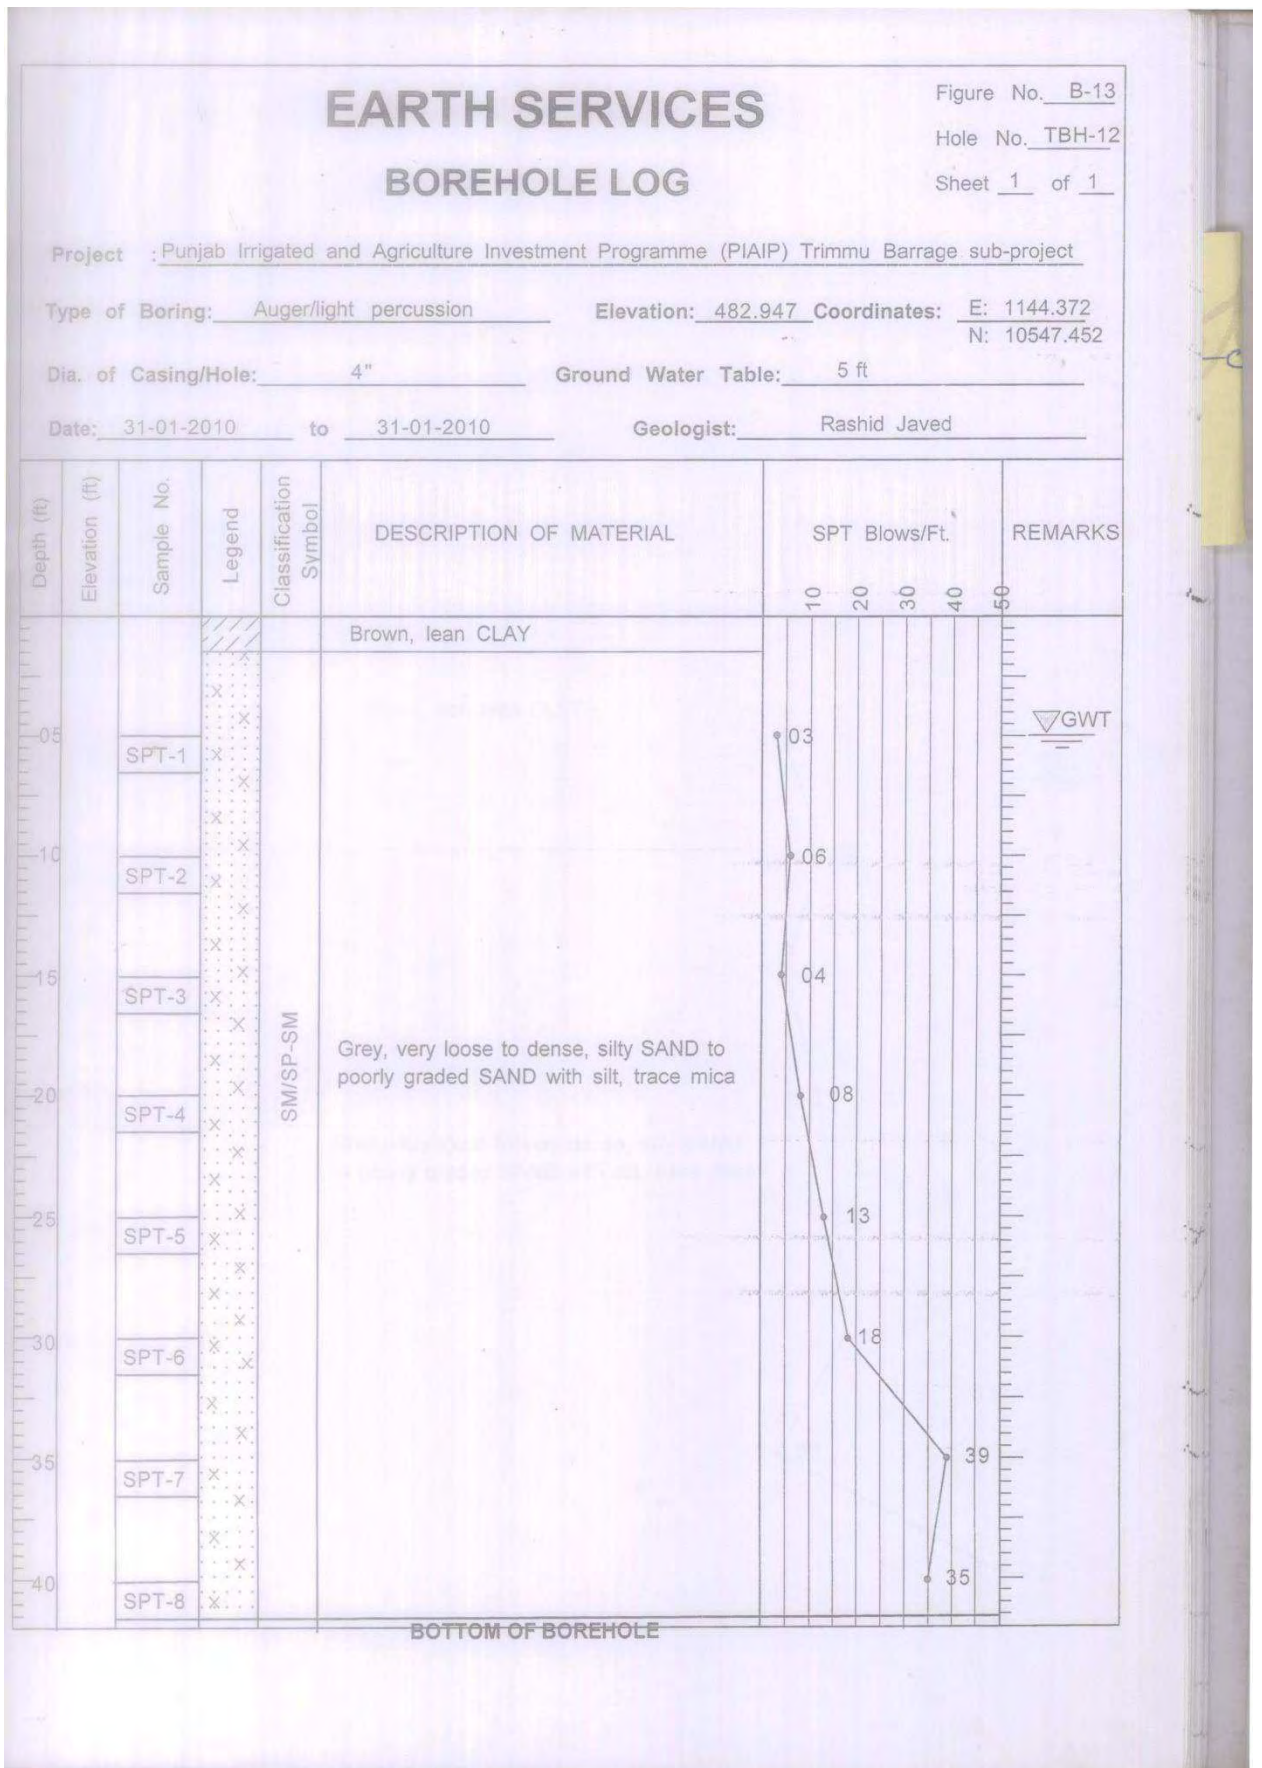 EARTH SERVICES
BOREHOLE LOG
Figure No. B-13
Hole No. TBH-12
Sheet 1 of 1
Project : Punjab Irrigated and Agriculture Investment Programme (PIAIP) Trimmu Barrage sub-project
Type of Boring: Auger/light percussion Elevation: 482.947 Coordinates: E: 1144.372
N: 10547.452
Dia. of Casing/Hole: 4" Ground Water Table: 5 ft
Date: 31-01-2010 to 31-01-2010 Geologist: Rashid Javed
Depth (ft)
Elevation (ft)
Sample No.
Legend
Classification Symbol
DESCRIPTION OF MATERIAL
SPT Blows/Ft.
10 20 30 40 50
REMARKS
Brown, lean CLAY
GWT
05
SPT-1
03
10
SPT-2
06
15
SPT-3
04
SM/SP-SM
Grey, very loose to dense, silty SAND to
poorly graded SAND with silt, trace mica
20
SPT-4
08
25
SPT-5
13
30
SPT-6
18
35
SPT-7
39
40
SPT-8
35
BOTTOM OF BOREHOLE